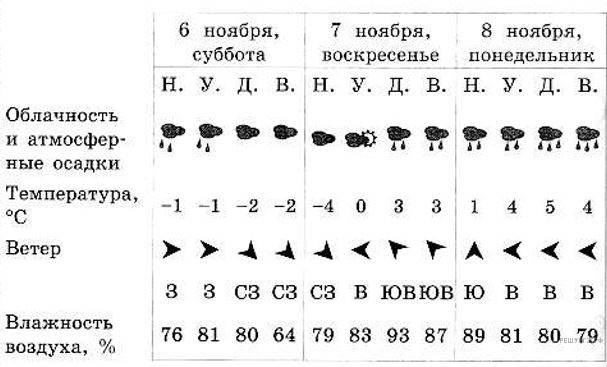 6 ноября, 7 ноября, 8 ноября,
суббота воскресенье понедельник
Н. У. Д. В. Н. У. Д. В. Н. У. Д. В.
Облачность
и атмосфер-
ные осадки
Температура,
°С
−1 −1 −2 −2 −4 0 3 3 1 4 5 4
Ветер
З З СЗ СЗ СЗ В ЮВ ЮВ Ю В В В
Влажность
воздуха, %
76 81 80 64 79 83 93 87 89 81 80 79